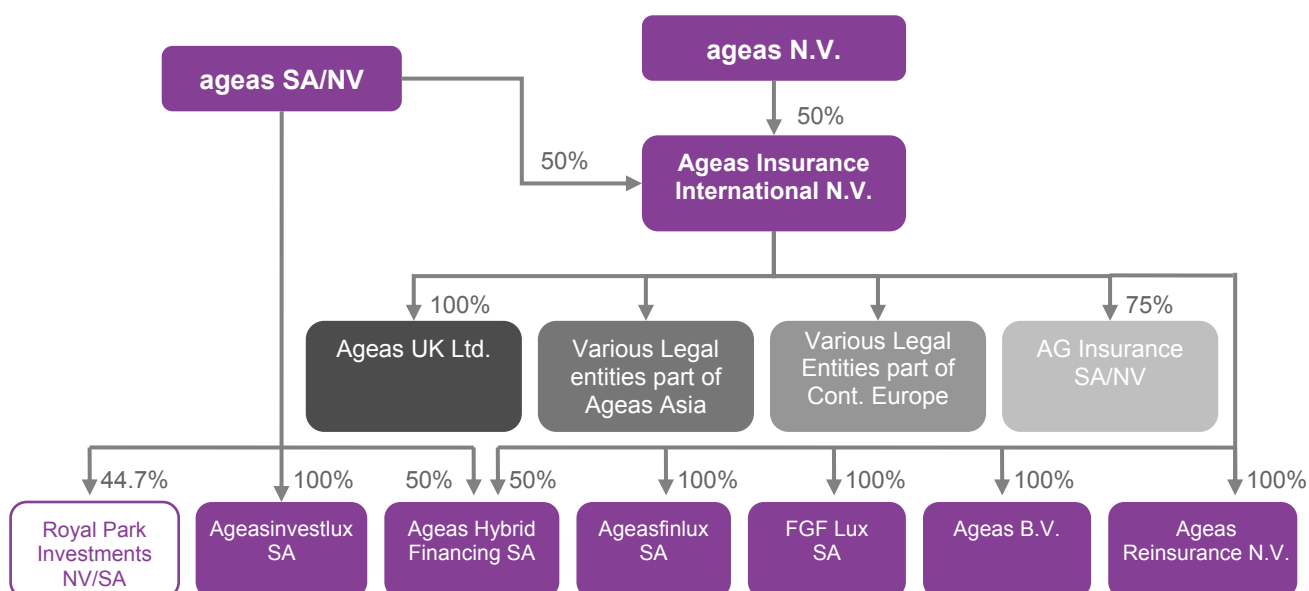 ageas SA/NV
ageas N.V.
50%
50%
Ageas Insurance
International N.V.
100%
75%
Ageas UK Ltd.
Various Legal
entities part of
Ageas Asia
Various Legal
Entities part of
Cont. Europe
AG Insurance
SA/NV
44.7%
100%
50%
50%
100%
100%
100%
100%
Royal Park
Investments
NV/SA
Ageasinvestlux
SA
Ageas Hybrid
Financing SA
Ageasfinlux
SA
FGF Lux
SA
Ageas B.V.
Ageas
Reinsurance N.V.